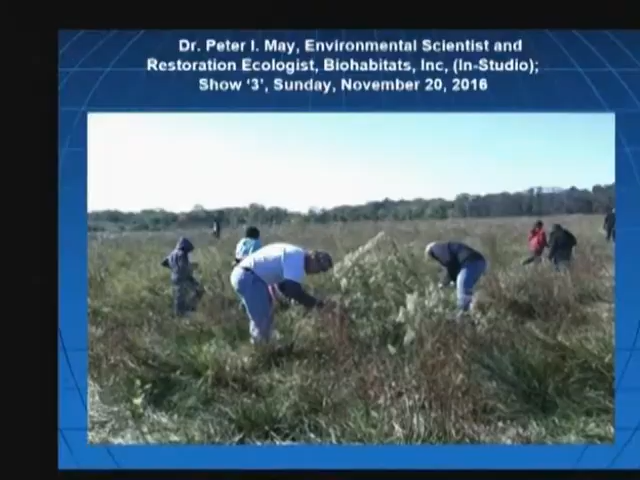 Dr. Peter I. May, Environmental Scientist and
Restoration Ecologist, Biohabitats, Inc, (In-Studio);
Show ‘3’, Sunday, November 20, 2016